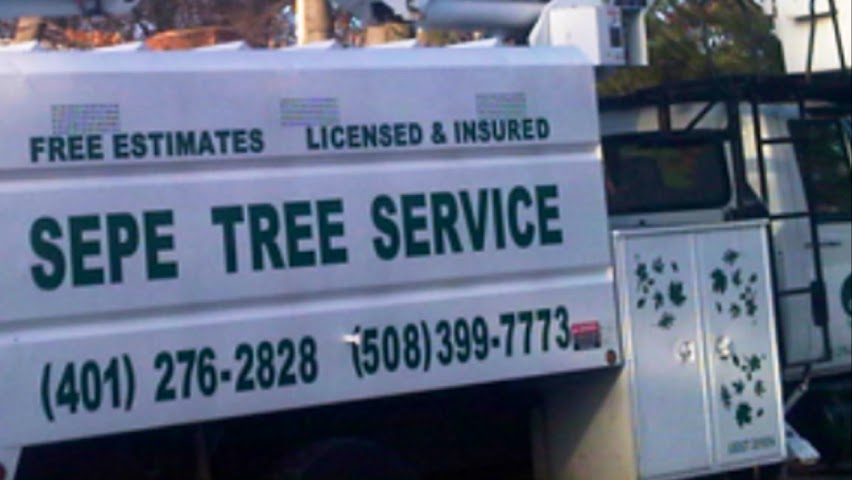 FREE ESTIMATES LICENSED & INSURED
SEPE TREE SERVICE
(401) 276-2828 (508) 399-7773